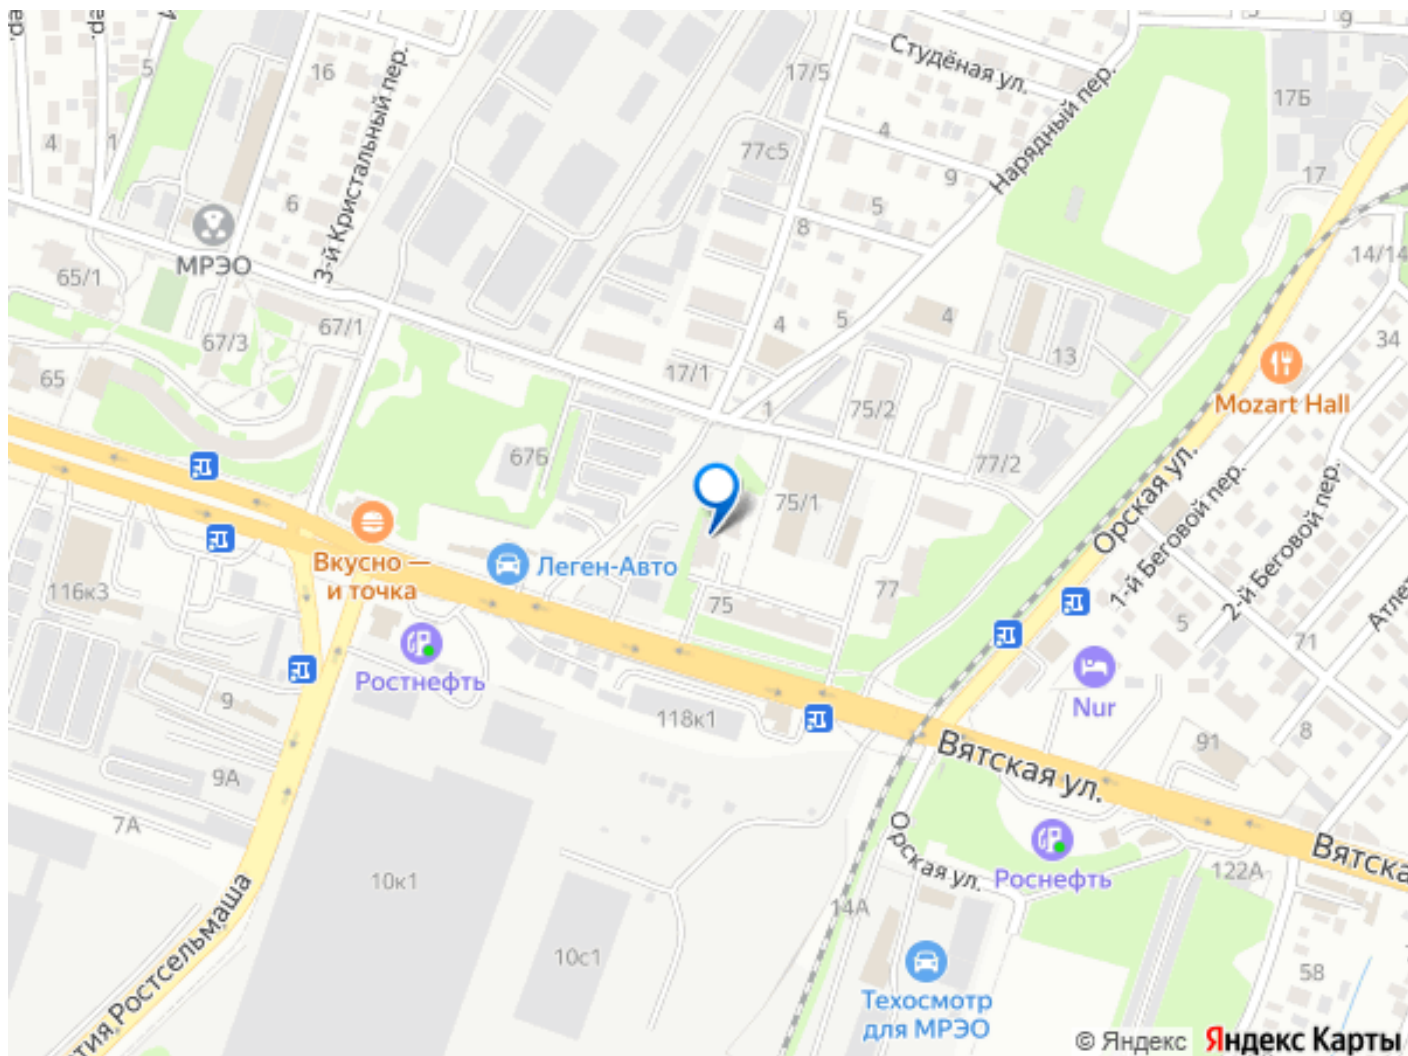 пер.
пер.
5
16
4
1
6
3-й Кристальный пер.
МРЭО
65/1
67/3
67/1
65
17/5
Студёная ул.
Нарядный пер.
77с5
4
9
5
8
17Б
9
17
14/14
34
4
5
4
13
17/1
1
75/2
77/2
Mozart Hall
67Б
75/1
Орская ул.
1-й Беговой пер.
2-й Беговой пер.
Вкусно —
и точка
Леген-Авто
116к3
75
77
5
71
Ростнефть
9
118к1
Nur
8
91
9А
Вятская ул.
7А
10к1
Орская ул.
Роснефть
122А
14А
10с1
58
Техосмотр
для МРЭО
© Яндекс Яндекс Карты